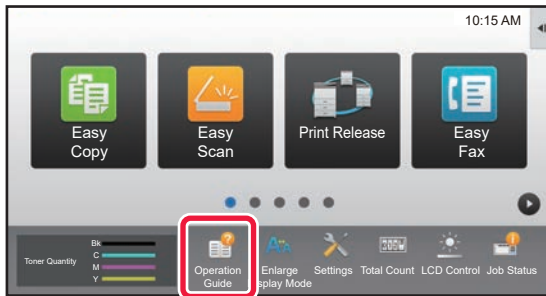 10:15 AM
Easy
Copy
Easy
Scan
Print Release
Easy
Fax
Toner Quantity
Bk
C
M
Y
Operation
Guide
Enlarge
splay Mode
Settings
Total Count
LCD Control
Job Status